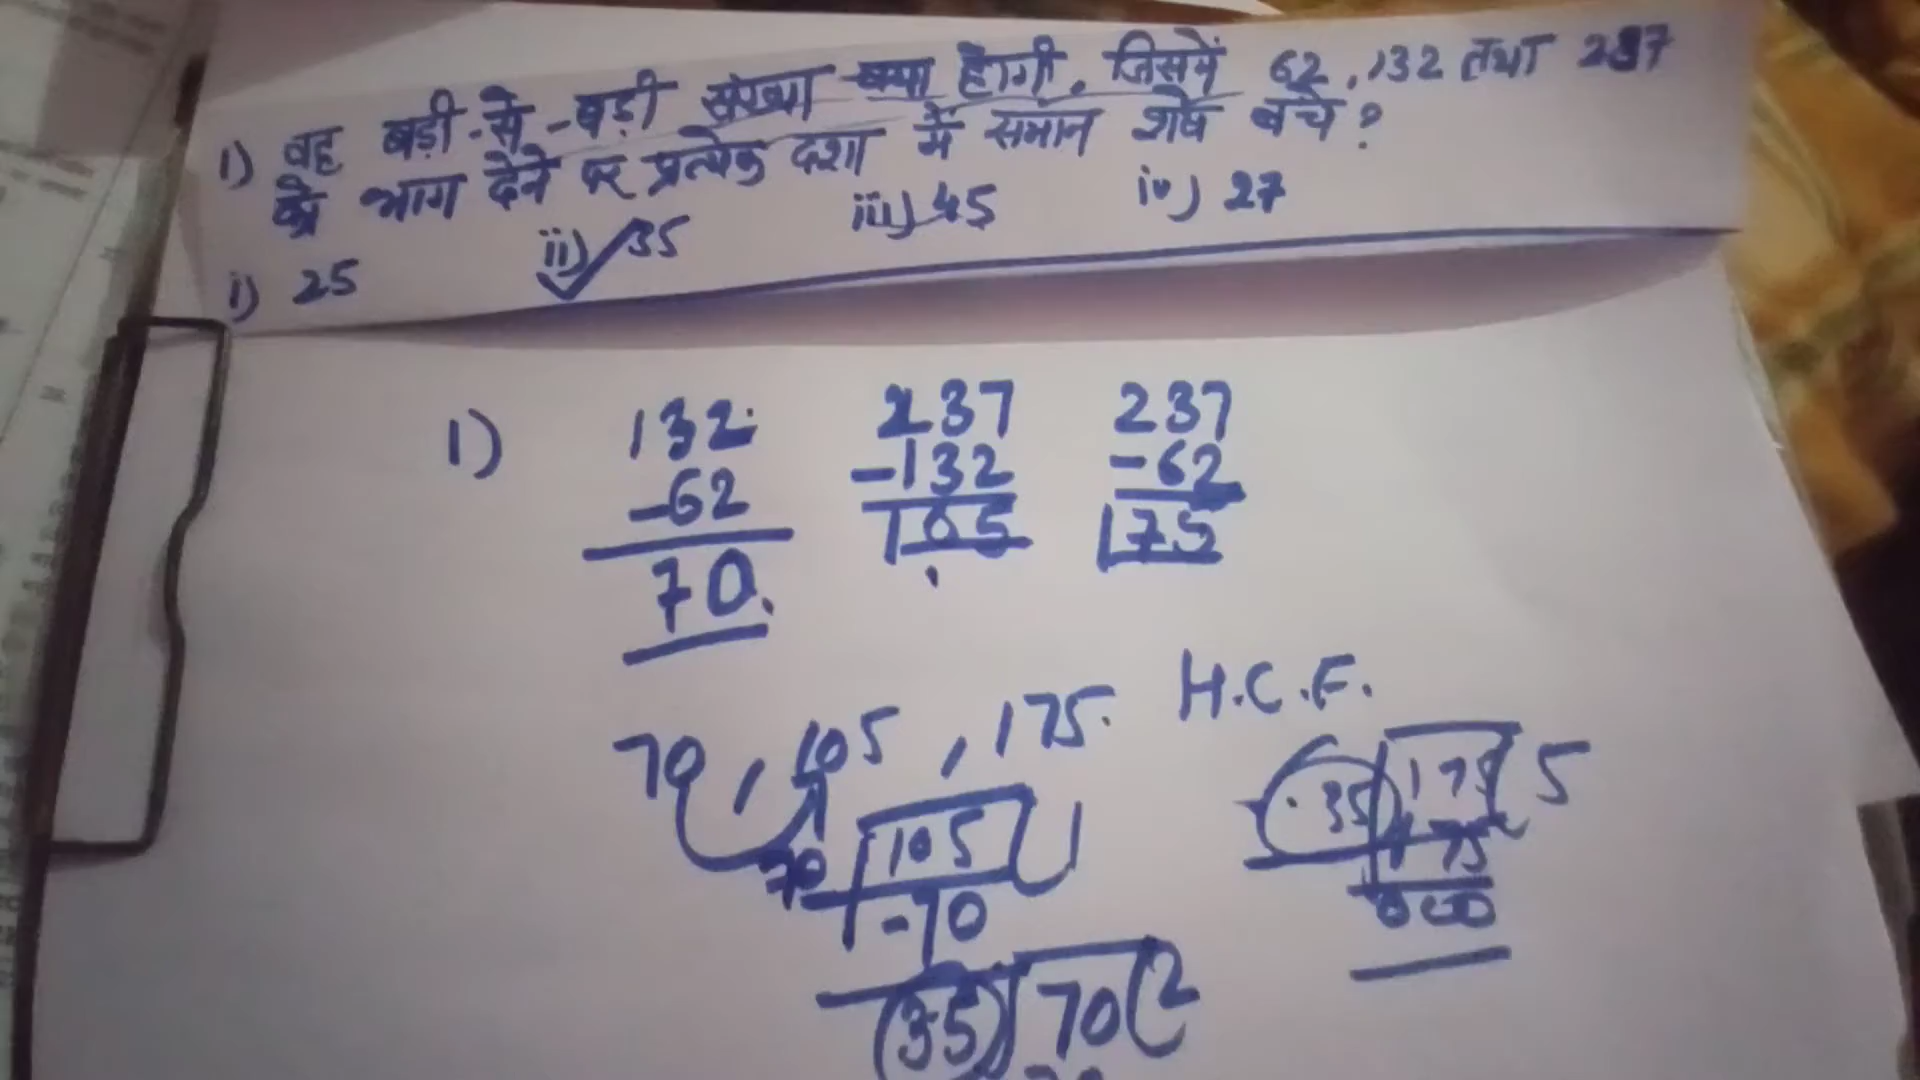 1) वह बड़ी-से-बड़ी संख्या क्या होगी, जिसमें 62, 132 तथा 237
को भाग देने पर प्रत्येक दशा में समान शेष बचे?
i) 25 ii) 35 iii) 45 iv) 27
1) 132 237 237
-62 -132 -62
70 105 175
70, 105, 175. H.C.F.
70 105 1 35 175 5
-70 175
000
35 70 2